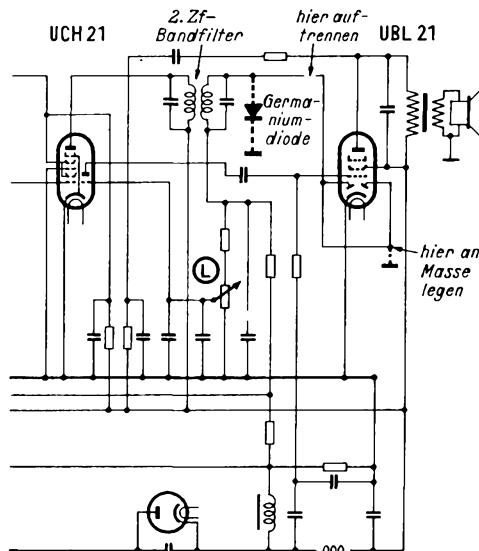 UCH 21
2. Zf-
Bandfilter
hier auf-
trennen
UBL 21
Germa-
nium-
diode
L
hier an
Masse
legen